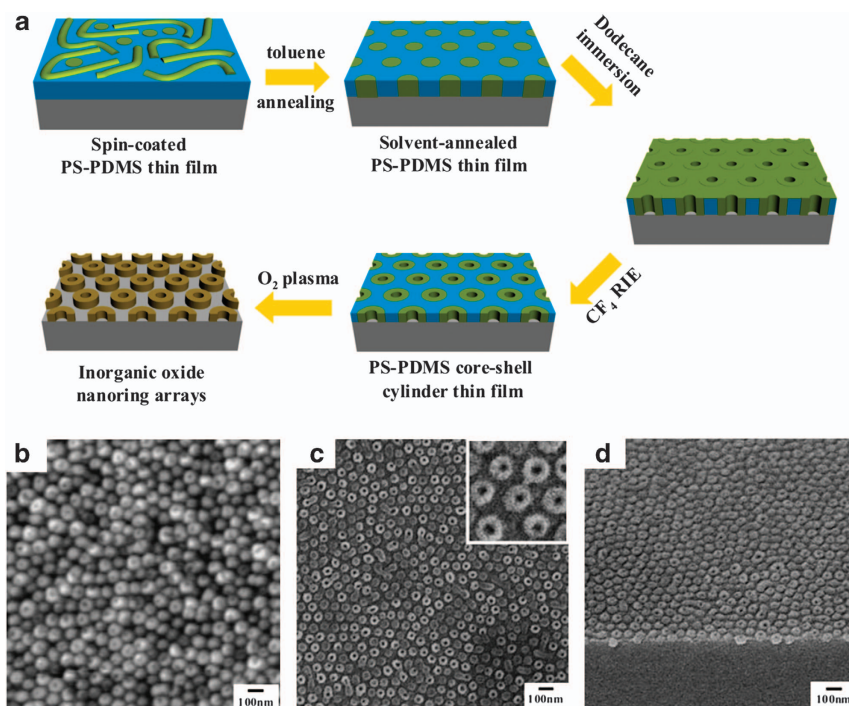 a
toluene
annealing
Dodecane
immersion
Spin-coated
PS-PDMS thin film
Solvent-annealed
PS-PDMS thin film
O₂ plasma
CF₄ RIE
Inorganic oxide
nanoring arrays
PS-PDMS core-shell
cylinder thin film
b
c
d
100nm
100nm
100nm